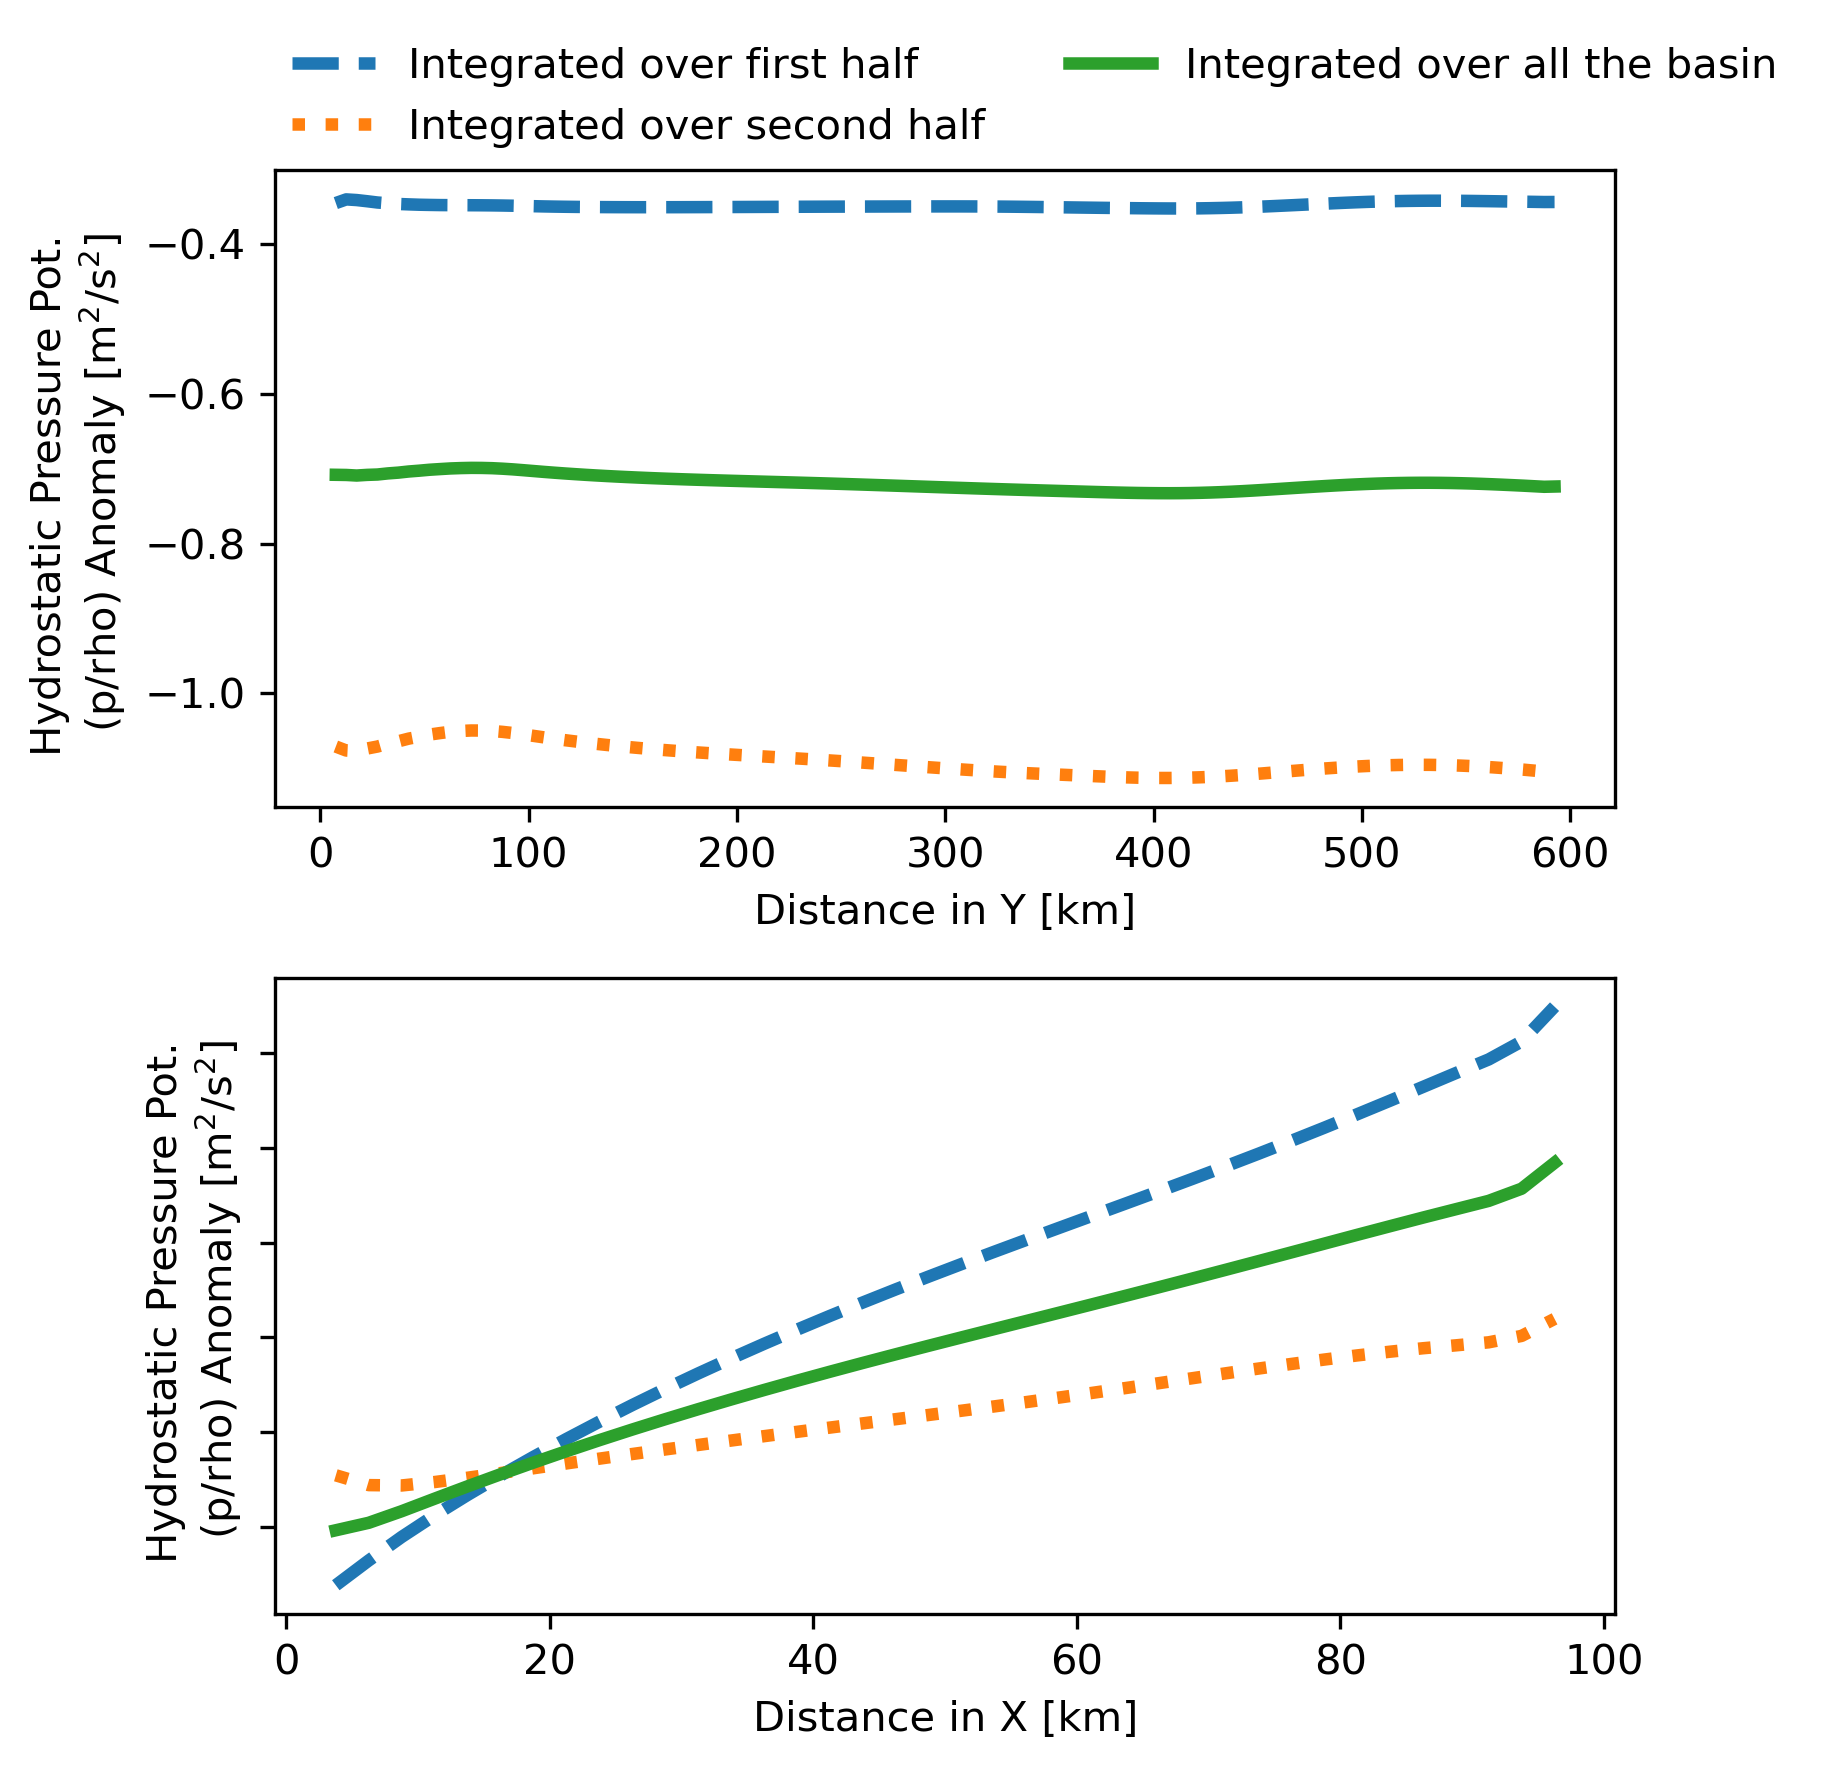 Integrated over first half
Integrated over second half
Integrated over all the basin
Hydrostatic Pressure Pot.
(p/rho) Anomaly [m²/s²]
−0.4
−0.6
−0.8
−1.0
0 100 200 300 400 500 600
Distance in Y [km]
Hydrostatic Pressure Pot.
(p/rho) Anomaly [m²/s²]
0 20 40 60 80 100
Distance in X [km]